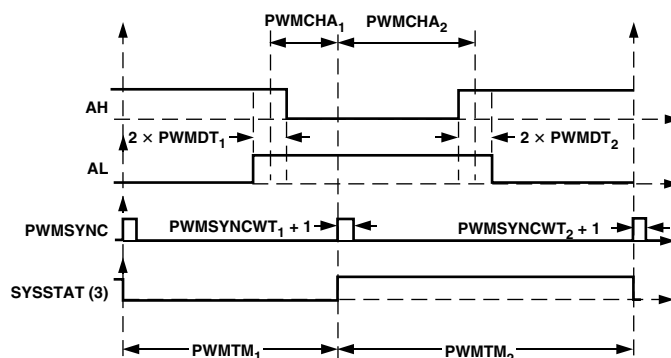 PWMCHA₁ PWMCHA₂
AH
2 × PWMDT₁ 2 × PWMDT₂
AL
PWMSYNC PWMSYNCWT₁ + 1 PWMSYNCWT₂ + 1
SYSSTAT (3)
PWMTM₁ PWMTM₂